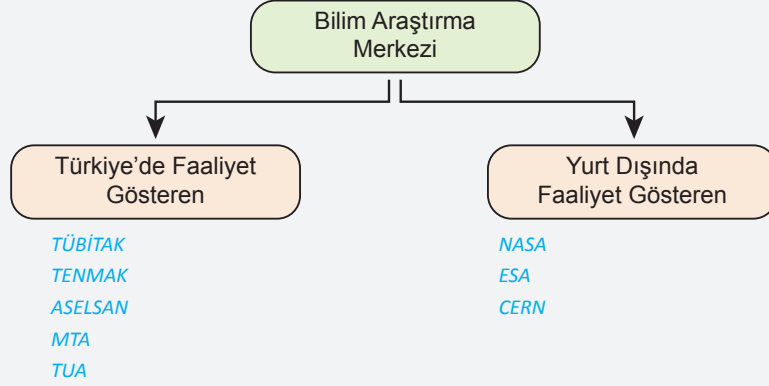 Bilim Araştırma
Merkezi
Türkiye’de Faaliyet
Gösteren
Yurt Dışında
Faaliyet Gösteren
TÜBİTAK
TENMAK
ASELSAN
MTA
TUA
NASA
ESA
CERN